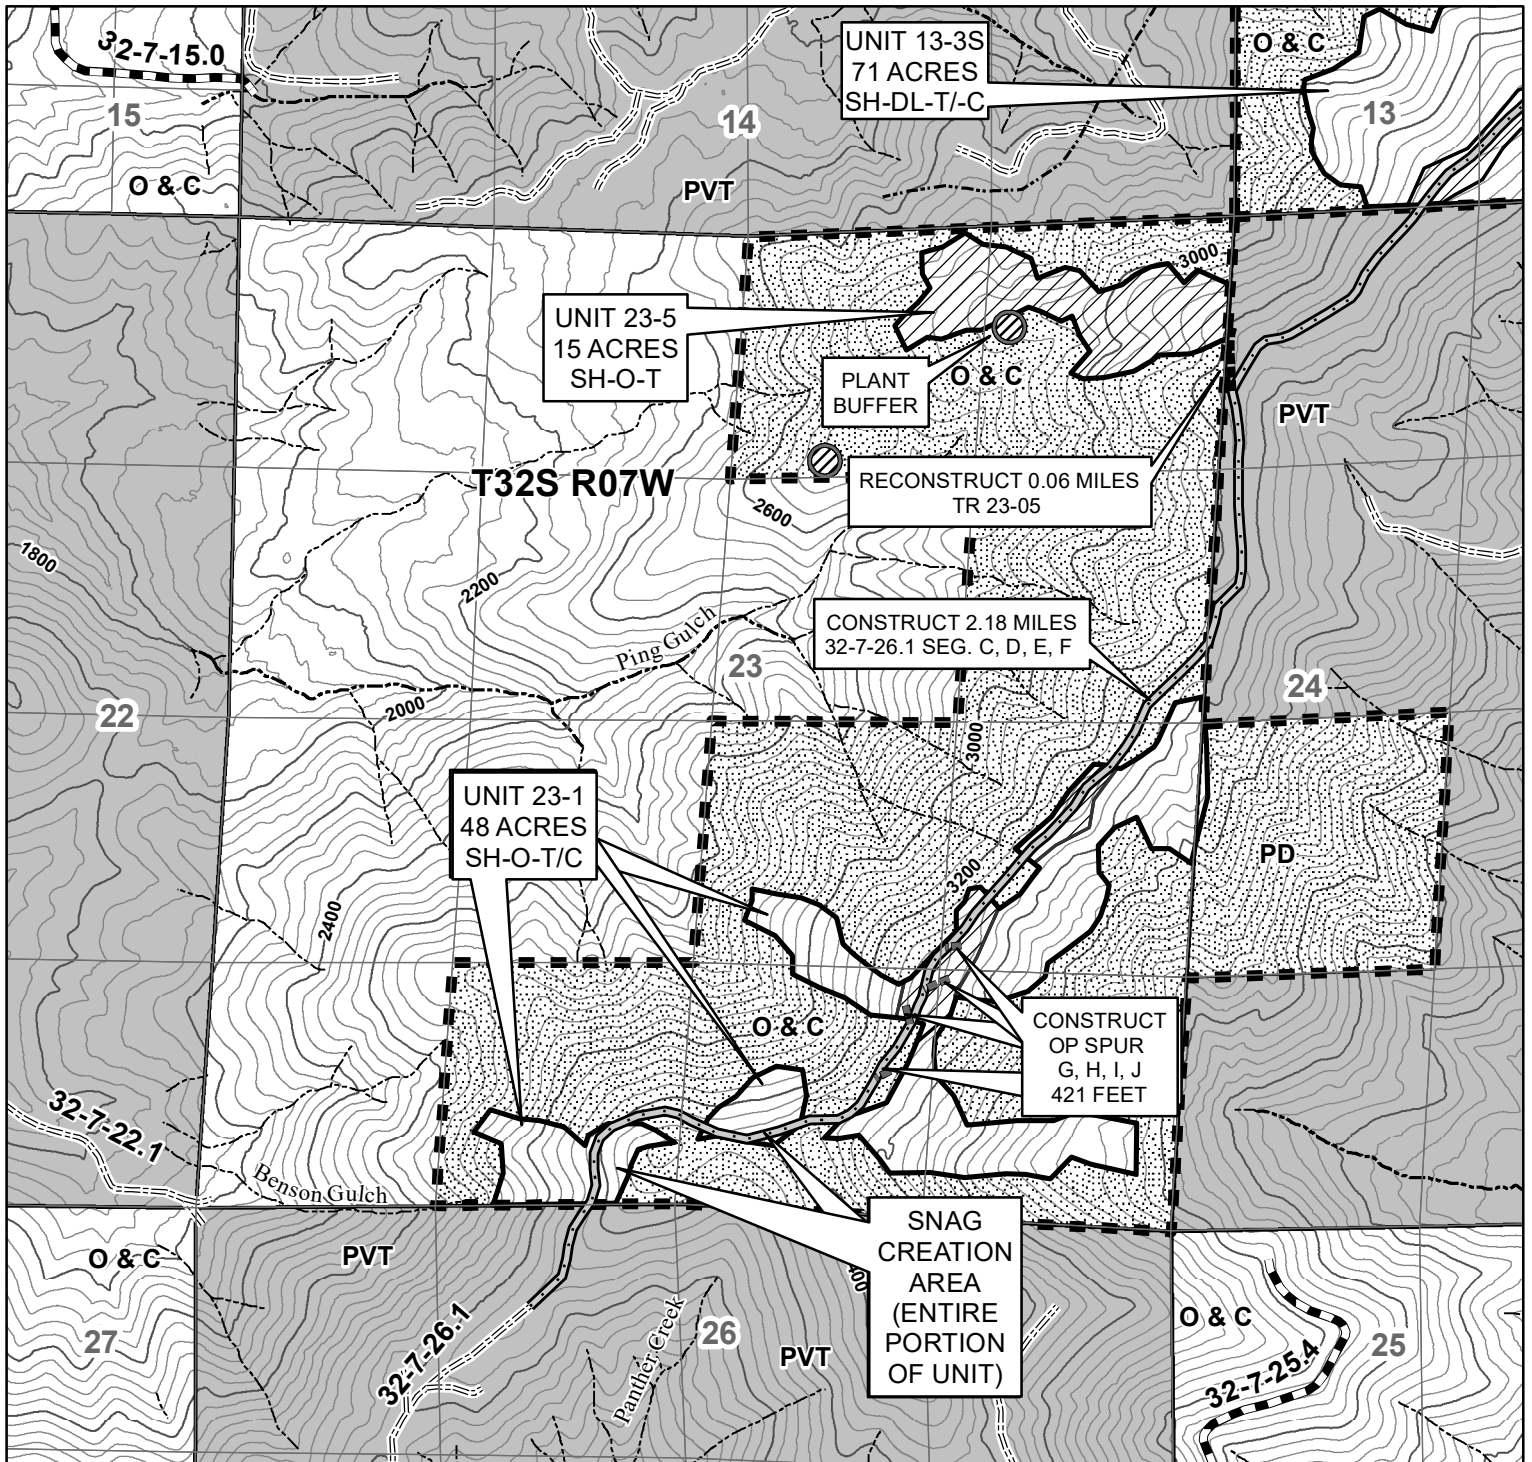 32-7-15.0
15
O & C
14
PVT
UNIT 13-3S
71 ACRES
SH-DL-T/-C
O & C
13
3000
UNIT 23-5
15 ACRES
SH-O-T
PLANT
BUFFER
O & C
PVT
T32S R07W
RECONSTRUCT 0.06 MILES
TR 23-05
2600
1800
2200
Ping Gulch
CONSTRUCT 2.18 MILES
32-7-26.1 SEG. C, D, E, F
23
24
22
2000
3000
UNIT 23-1
48 ACRES
SH-O-T/C
PD
3200
2400
O & C
CONSTRUCT
OP SPUR
G, H, I, J
421 FEET
32-7-22.1
Benson Gulch
SNAG
CREATION
AREA
(ENTIRE
PORTION
OF UNIT)
O & C
PVT
27
32-7-26.1
Panther Creek
26
PVT
O & C
25
32-7-25.4